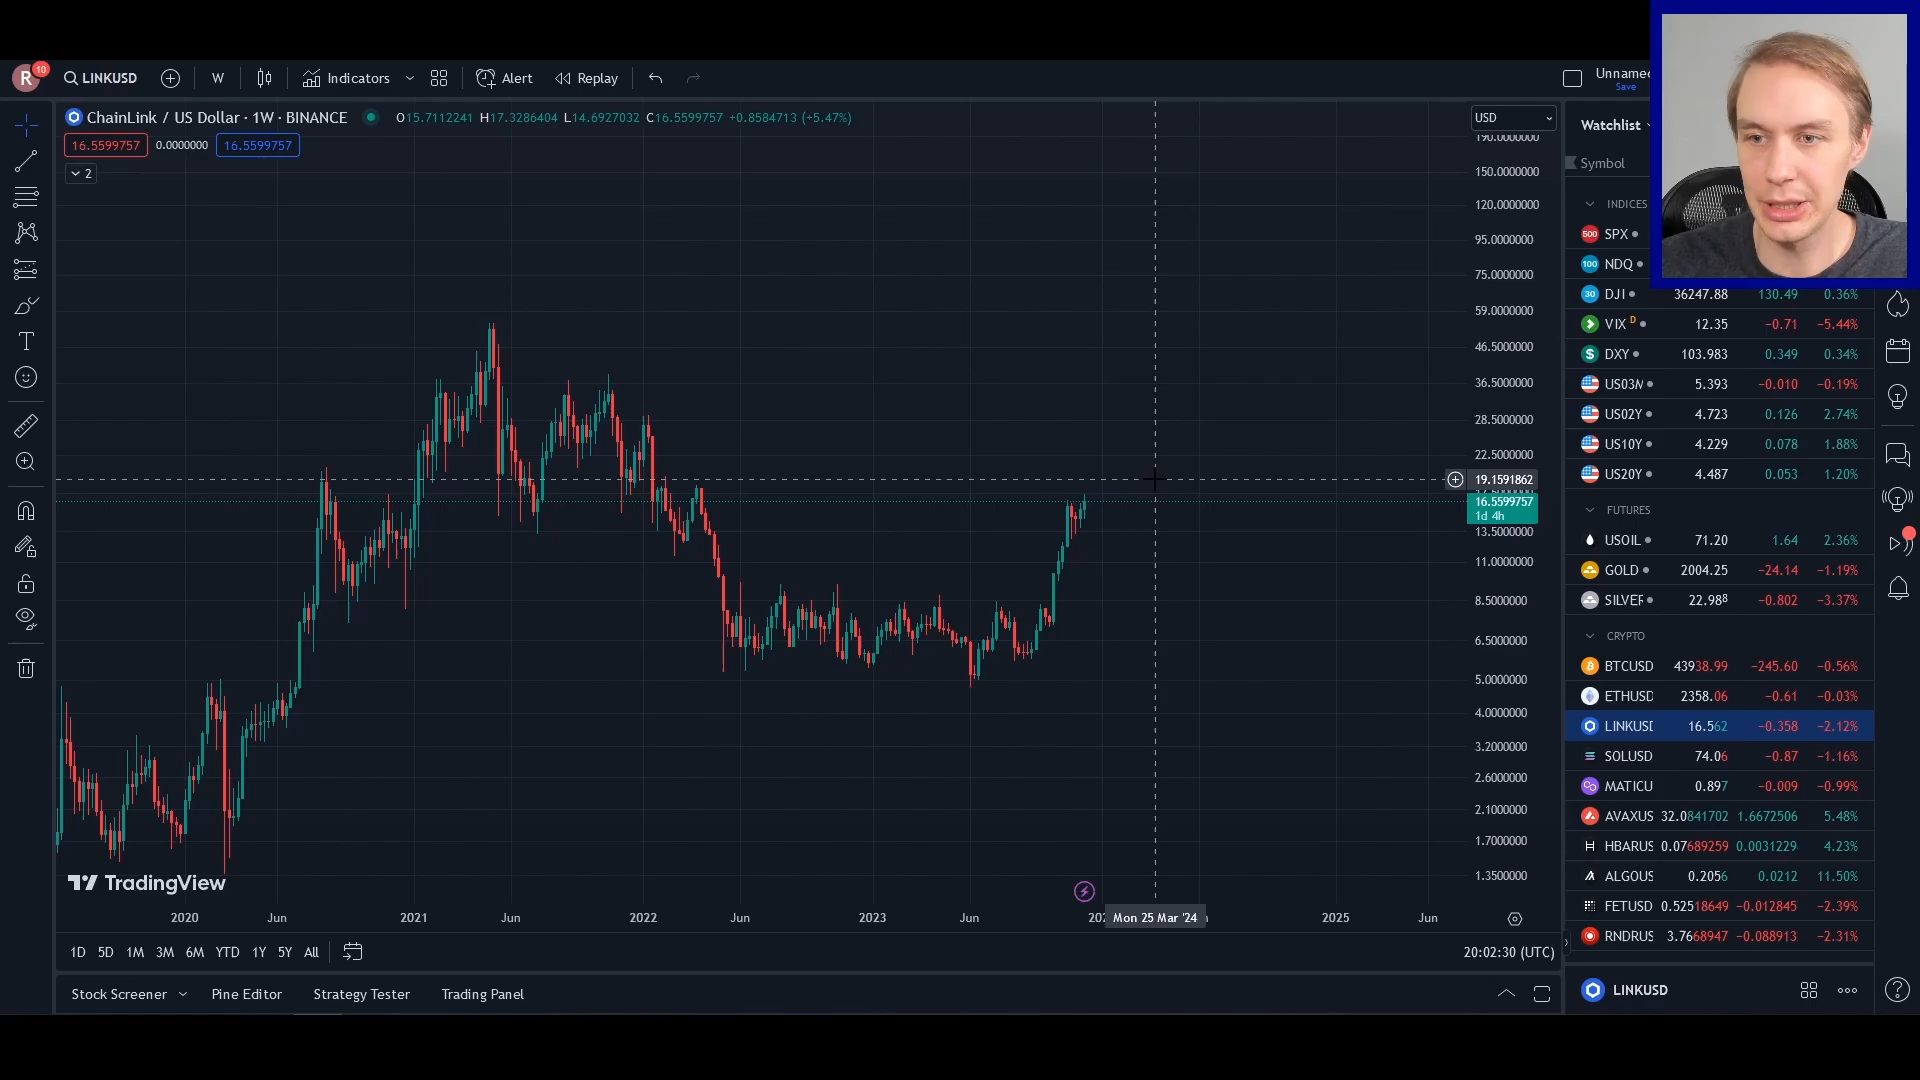 R 10 LINKUSD W Indicators Alert Replay Unnamed
Save
ChainLink / US Dollar · 1W · BINANCE O15.7112241 H17.3286404 L14.6927032 C16.5599757 +0.8584713 (+5.47%)
16.5599757 0.0000000 16.5599757
2
USD
190.0000000
150.0000000
120.0000000
95.0000000
75.0000000
59.0000000
46.5000000
36.5000000
28.5000000
22.5000000
19.1591862
16.5599757
1d 4h
13.5000000
11.0000000
8.5000000
6.5000000
5.0000000
4.0000000
3.2000000
2.6000000
2.1000000
1.7000000
1.3500000
TradingView
2020 Jun 2021 Jun 2022 Jun 2023 Jun Mon 25 Mar '24 2025 Jun
1D 5D 1M 3M 6M YTD 1Y 5Y All 20:02:30 (UTC)
Stock Screener Pine Editor Strategy Tester Trading Panel
Watchlist
Symbol
INDICES
500 SPX
100 NDQ
30 DJI 36247.88 130.49 0.36%
VIX D 12.35 −0.71 −5.44%
DXY 103.983 0.349 0.34%
US03M 5.393 −0.010 −0.19%
US02Y 4.723 0.126 2.74%
US10Y 4.229 0.078 1.88%
US20Y 4.487 0.053 1.20%
FUTURES
USOIL 71.20 1.64 2.36%
GOLD 2004.25 −24.14 −1.19%
SILVER 22.988 −0.802 −3.37%
CRYPTO
BTCUSD 43938.99 −245.60 −0.56%
ETHUSD 2358.06 −0.61 −0.03%
LINKUSD 16.562 −0.358 −2.12%
SOLUSD 74.06 −0.87 −1.16%
MATICU 0.897 −0.009 −0.99%
AVAXUS 32.0841702 1.6672506 5.48%
HBARUS 0.07689259 0.0031229 4.23%
ALGOUS 0.2056 0.0212 11.50%
FETUSD 0.52518649 −0.012845 −2.39%
RNDRUS 3.7668947 −0.088913 −2.31%
LINKUSD